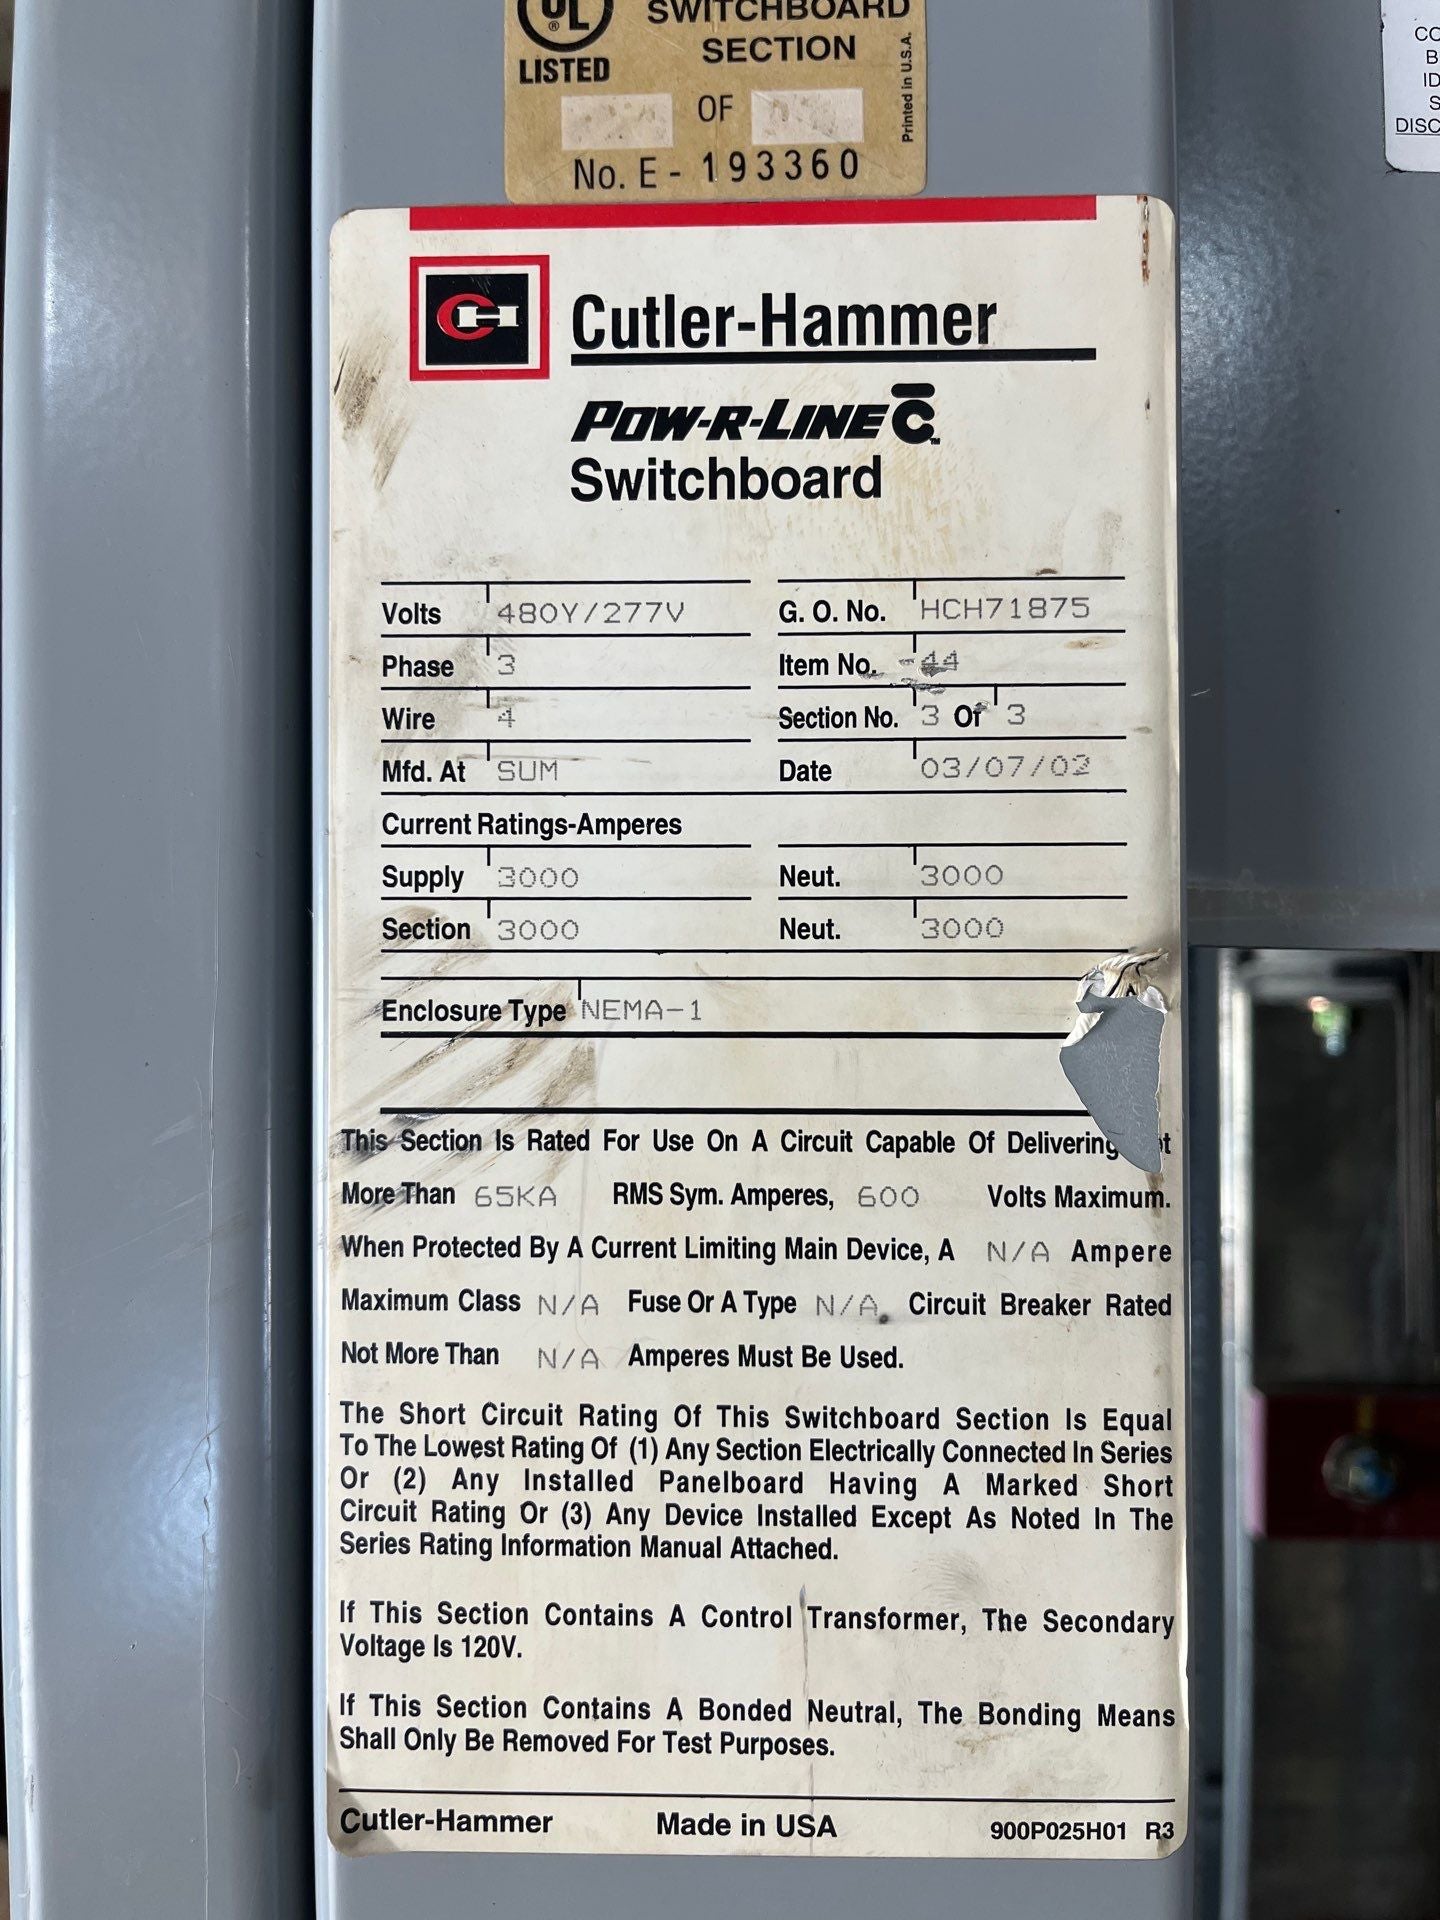 UL
®
SWITCHBOARD
SECTION
LISTED
OF
No. E - 193360
Printed in U.S.A.
CH
Cutler-Hammer
POW-R-LINE C™
Switchboard
Volts 480Y/277V G. O. No. HCH71875
Phase 3 Item No. 44
Wire 4 Section No. 3 Of 3
Mfd. At SUM Date 03/07/02
Current Ratings-Amperes
Supply 3000 Neut. 3000
Section 3000 Neut. 3000
Enclosure Type NEMA-1
This Section Is Rated For Use On A Circuit Capable Of Delivering
More Than 65KA RMS Sym. Amperes, 600 Volts Maximum.
When Protected By A Current Limiting Main Device, A N/A Ampere
Maximum Class N/A Fuse Or A Type N/A Circuit Breaker Rated
Not More Than N/A Amperes Must Be Used.
The Short Circuit Rating Of This Switchboard Section Is Equal
To The Lowest Rating Of (1) Any Section Electrically Connected In Series
Or (2) Any Installed Panelboard Having A Marked Short
Circuit Rating Or (3) Any Device Installed Except As Noted In The
Series Rating Information Manual Attached.
If This Section Contains A Control Transformer, The Secondary
Voltage Is 120V.
If This Section Contains A Bonded Neutral, The Bonding Means
Shall Only Be Removed For Test Purposes.
Cutler-Hammer Made in USA 900P025H01 R3